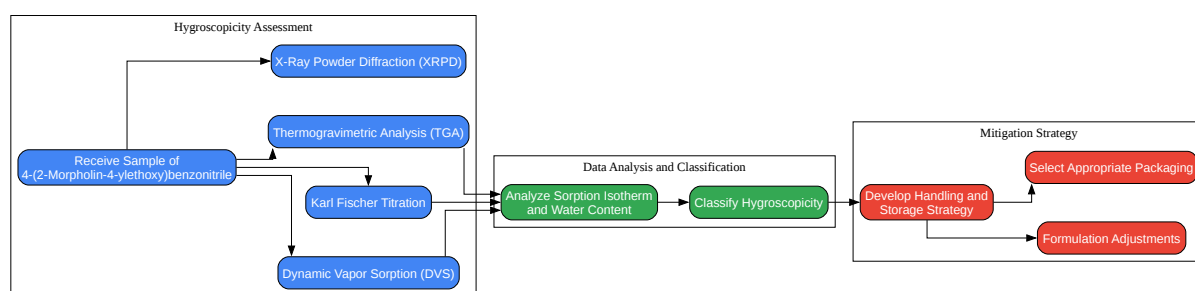 Hygroscopicity Assessment
X-Ray Powder Diffraction (XRPD)
Thermogravimetric Analysis (TGA)
Receive Sample of
4-(2-Morpholin-4-ylethoxy)benzonitrile
Karl Fischer Titration
Dynamic Vapor Sorption (DVS)
Data Analysis and Classification
Analyze Sorption Isotherm
and Water Content
Classify Hygroscopicity
Mitigation Strategy
Select Appropriate Packaging
Develop Handling and
Storage Strategy
Formulation Adjustments